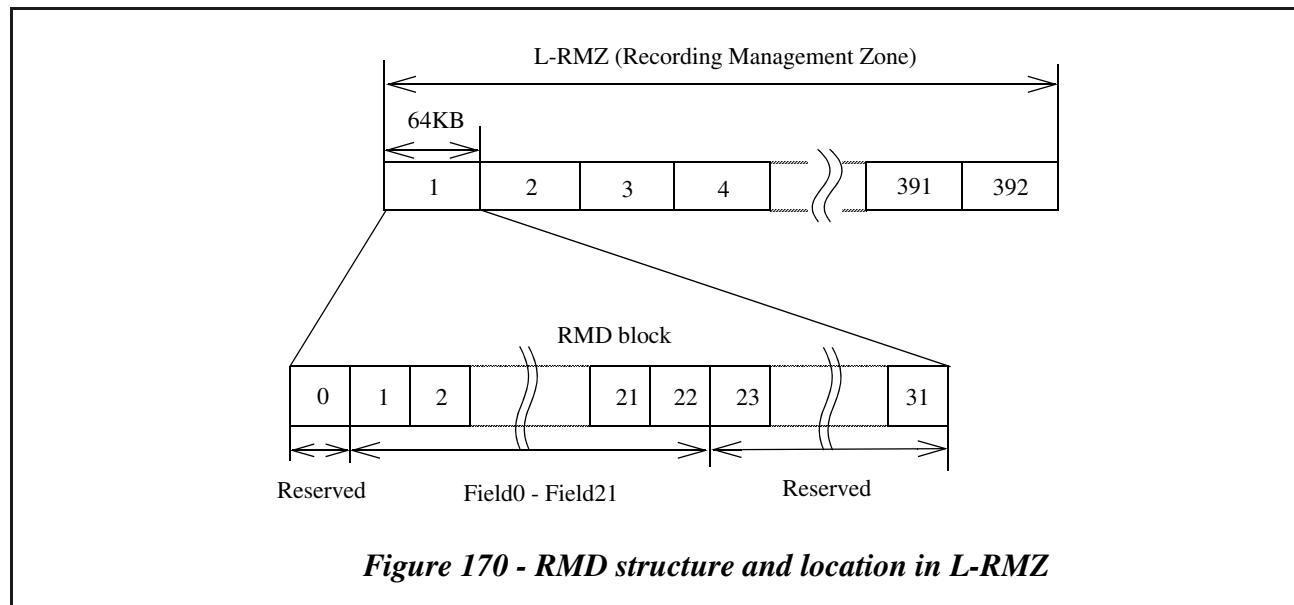 L-RMZ (Recording Management Zone)
64KB
1 2 3 4 391 392
RMD block
0 1 2 21 22 23 31
Reserved Field0 - Field21 Reserved
Figure 170 - RMD structure and location in L-RMZ